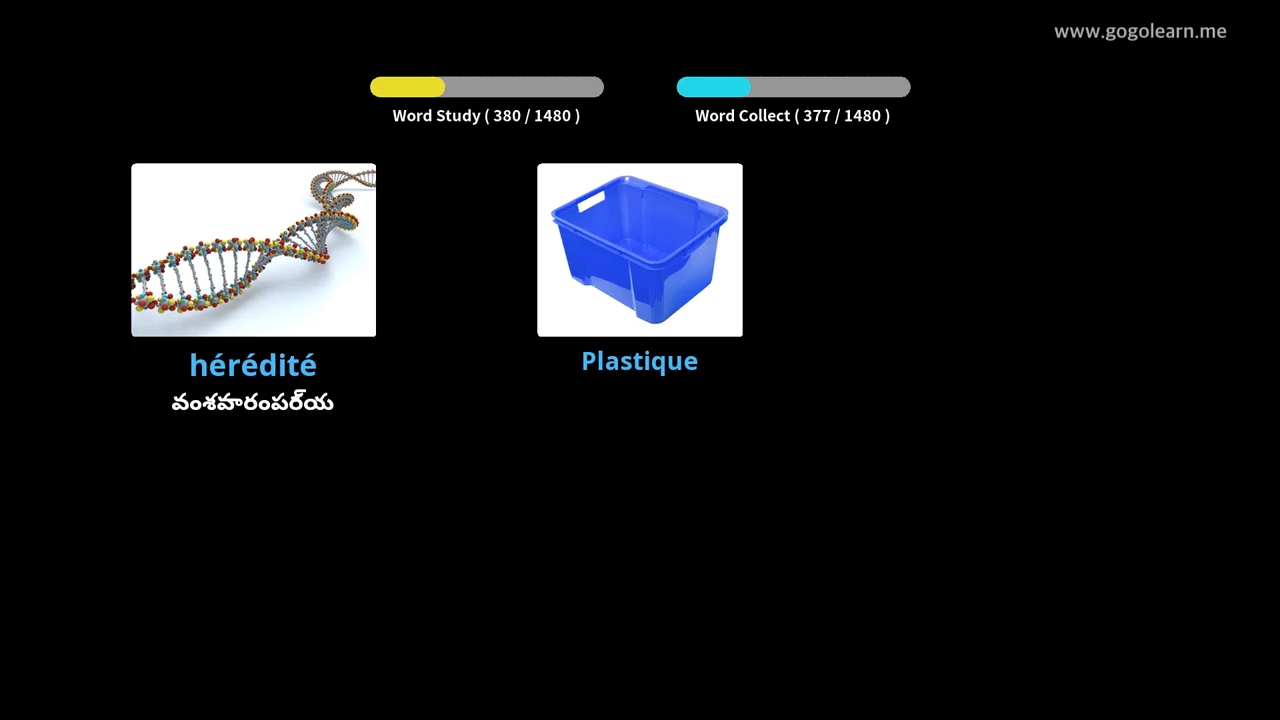 www.gogolearn.me
Word Study ( 380 / 1480 )
Word Collect ( 377 / 1480 )
hérédité
Plastique
వంశపారంపర్య